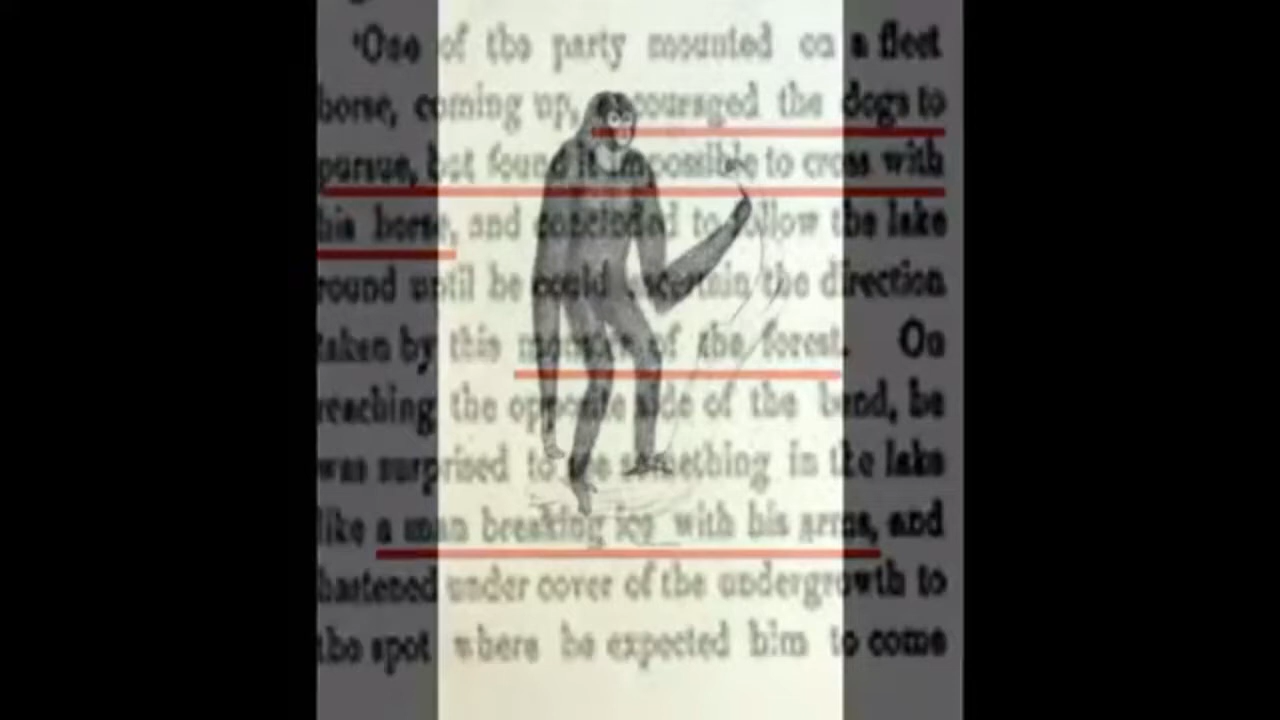 'One of the party mounted on a fleet
horse, coming up, encouraged the dogs to
pursue, but found it impossible to cross with
his horse, and concluded to follow the lake
round until he could ascertain the direction
taken by this monster of the forest. On
reaching the opposite side of the bend, he
was surprised to see something in the lake
like a man breaking ice with his arms, and
hastened under cover of the undergrowth to
the spot where he expected him to come